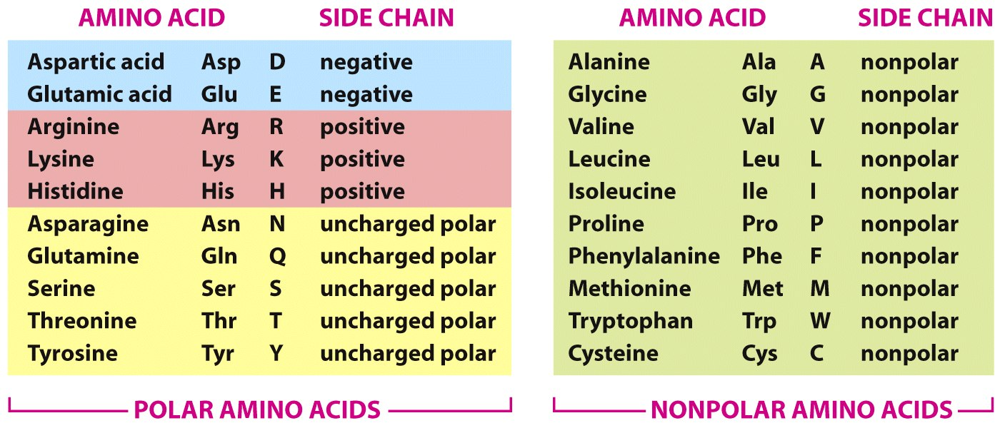 AMINO ACID SIDE CHAIN
Aspartic acid Asp D negative
Glutamic acid Glu E negative
Arginine Arg R positive
Lysine Lys K positive
Histidine His H positive
Asparagine Asn N uncharged polar
Glutamine Gln Q uncharged polar
Serine Ser S uncharged polar
Threonine Thr T uncharged polar
Tyrosine Tyr Y uncharged polar
POLAR AMINO ACIDS
AMINO ACID SIDE CHAIN
Alanine Ala A nonpolar
Glycine Gly G nonpolar
Valine Val V nonpolar
Leucine Leu L nonpolar
Isoleucine Ile I nonpolar
Proline Pro P nonpolar
Phenylalanine Phe F nonpolar
Methionine Met M nonpolar
Tryptophan Trp W nonpolar
Cysteine Cys C nonpolar
NONPOLAR AMINO ACIDS